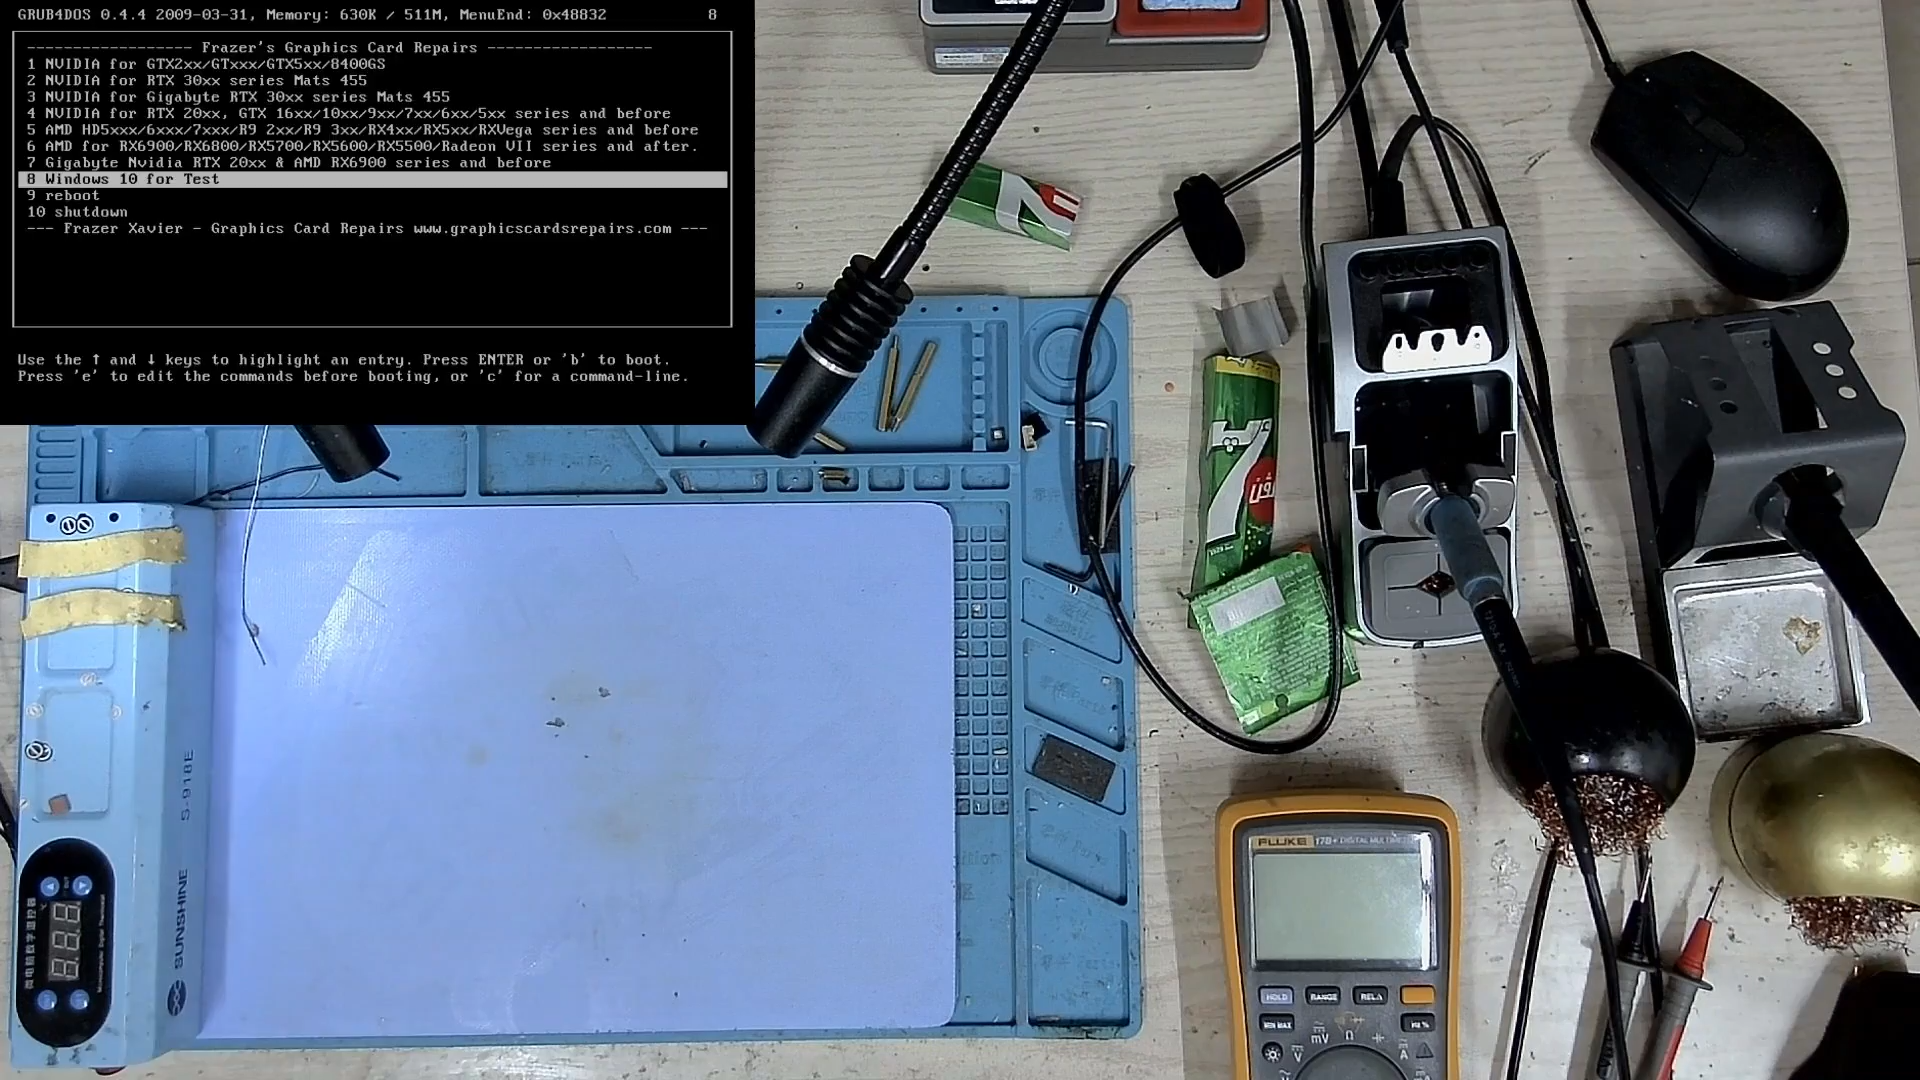 GRUB4DOS 0.4.4 2009-03-31, Memory: 630K / 511M, MenuEnd: 0x48832 8
------------------ Frazer's Graphics Card Repairs ------------------
1 NVIDIA for GTX2xx/GTxxx/GTX5xx/8400GS
2 NVIDIA for RTX 30xx series Mats 455
3 NVIDIA for Gigabyte RTX 30xx series Mats 455
4 NVIDIA for RTX 20xx, GTX 16xx/10xx/9xx/7xx/6xx/5xx series and before
5 AMD HD5xxx/6xxx/7xxx/R9 2xx/R9 3xx/RX4xx/RX5xx/RXVega series and before
6 AMD for RX6900/RX6800/RX5700/RX5600/RX5500/Radeon VII series and after.
7 Gigabyte Nvidia RTX 20xx & AMD RX6900 series and before
8 Windows 10 for Test
9 reboot
10 shutdown
--- Frazer Xavier - Graphics Card Repairs www.graphicscardsrepairs.com ---
Use the ↑ and ↓ keys to highlight an entry. Press ENTER or 'b' to boot.
Press 'e' to edit the commands before booting, or 'c' for a command-line.
7
7
S-918E
SUNSHINE
FLUKE 17B+ DIGITAL MULTIMETER
HOLD RANGE REL
MIN MAX Hz %
mV Ω
V A